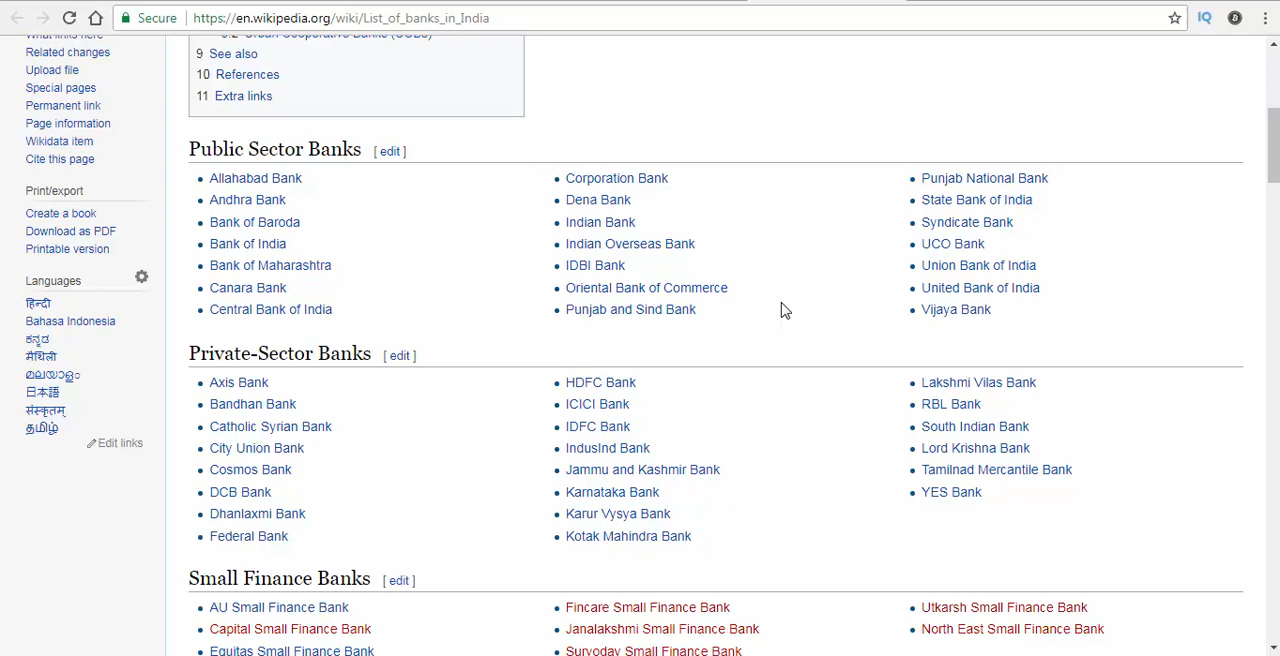 Secure https://en.wikipedia.org/wiki/List_of_banks_in_India
What links here
Related changes
Upload file
Special pages
Permanent link
Page information
Wikidata item
Cite this page
Print/export
Create a book
Download as PDF
Printable version
Languages
हिन्दी
Bahasa Indonesia
ಕನ್ನಡ
मैथिली
മലയാളം
日本語
संस्कृतम्
தமிழ்
Edit links
9.2 Urban Cooperative Banks (UCBs)
9 See also
10 References
11 Extra links
Public Sector Banks [ edit ]
Allahabad Bank
Andhra Bank
Bank of Baroda
Bank of India
Bank of Maharashtra
Canara Bank
Central Bank of India
Corporation Bank
Dena Bank
Indian Bank
Indian Overseas Bank
IDBI Bank
Oriental Bank of Commerce
Punjab and Sind Bank
Punjab National Bank
State Bank of India
Syndicate Bank
UCO Bank
Union Bank of India
United Bank of India
Vijaya Bank
Private-Sector Banks [ edit ]
Axis Bank
Bandhan Bank
Catholic Syrian Bank
City Union Bank
Cosmos Bank
DCB Bank
Dhanlaxmi Bank
Federal Bank
HDFC Bank
ICICI Bank
IDFC Bank
IndusInd Bank
Jammu and Kashmir Bank
Karnataka Bank
Karur Vysya Bank
Kotak Mahindra Bank
Lakshmi Vilas Bank
RBL Bank
South Indian Bank
Lord Krishna Bank
Tamilnad Mercantile Bank
YES Bank
Small Finance Banks [ edit ]
AU Small Finance Bank
Capital Small Finance Bank
Equitas Small Finance Bank
Fincare Small Finance Bank
Janalakshmi Small Finance Bank
Suryoday Small Finance Bank
Utkarsh Small Finance Bank
North East Small Finance Bank